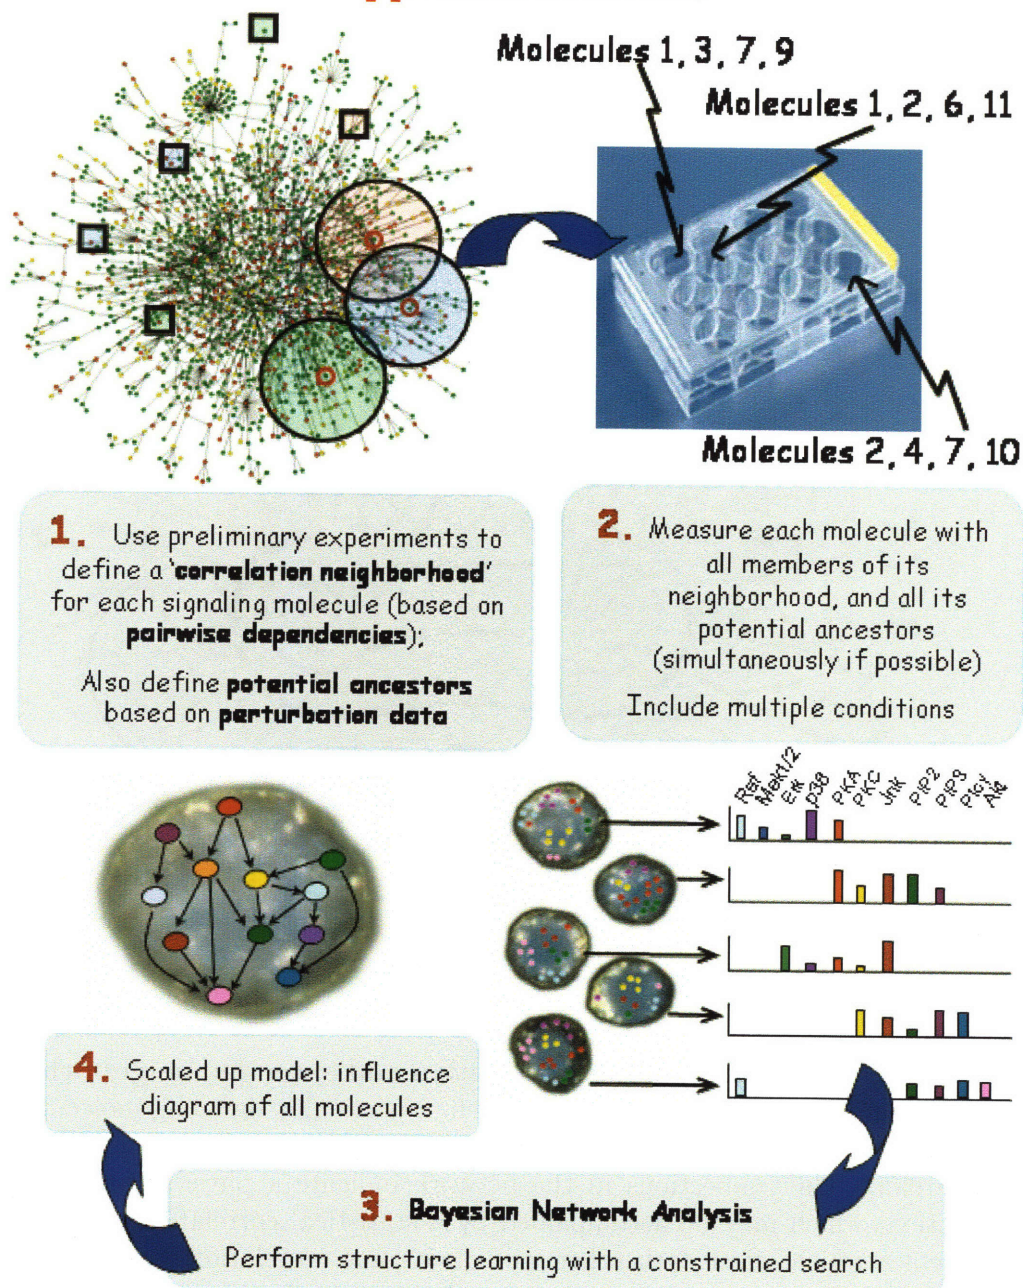 Molecules 1, 3, 7, 9
Molecules 1, 2, 6, 11
Molecules 2, 4, 7, 10
1. Use preliminary experiments to
define a 'correlation neighborhood'
for each signaling molecule (based on
pairwise dependencies);
Also define potential ancestors
based on perturbation data
2. Measure each molecule with
all members of its
neighborhood, and all its
potential ancestors
(simultaneously if possible)
Include multiple conditions
Raf
Mek1/2
Erk
p38
PKA
PKC
Jnk
PIP2
PIP3
Plcγ
Akt
4. Scaled up model: influence
diagram of all molecules
3. Bayesian Network Analysis
Perform structure learning with a constrained search